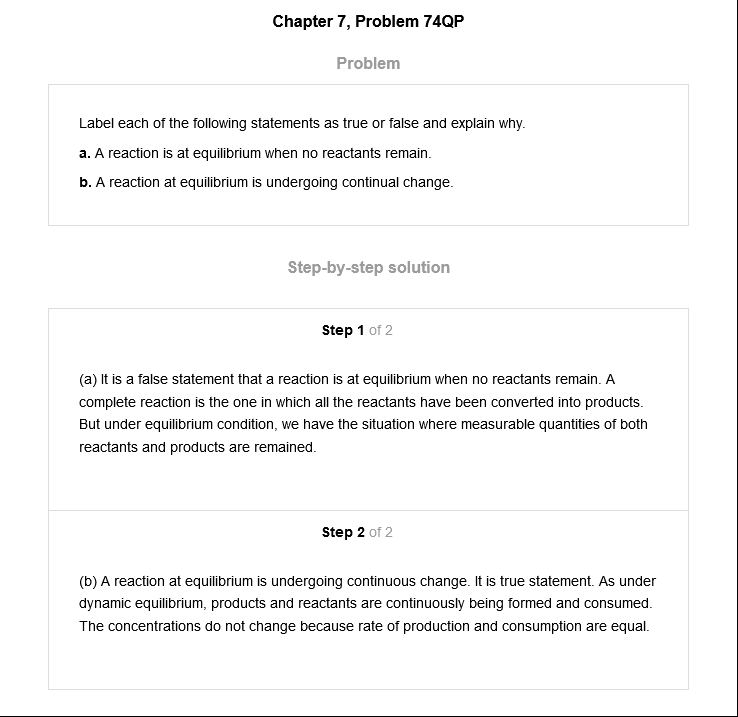 Chapter 7, Problem 74QP
Problem
Label each of the following statements as true or false and explain why.
a. A reaction is at equilibrium when no reactants remain.
b. A reaction at equilibrium is undergoing continual change.
Step-by-step solution
Step 1 of 2
(a) It is a false statement that a reaction is at equilibrium when no reactants remain. A
complete reaction is the one in which all the reactants have been converted into products.
But under equilibrium condition, we have the situation where measurable quantities of both
reactants and products are remained.
Step 2 of 2
(b) A reaction at equilibrium is undergoing continuous change. It is true statement. As under
dynamic equilibrium, products and reactants are continuously being formed and consumed.
The concentrations do not change because rate of production and consumption are equal.